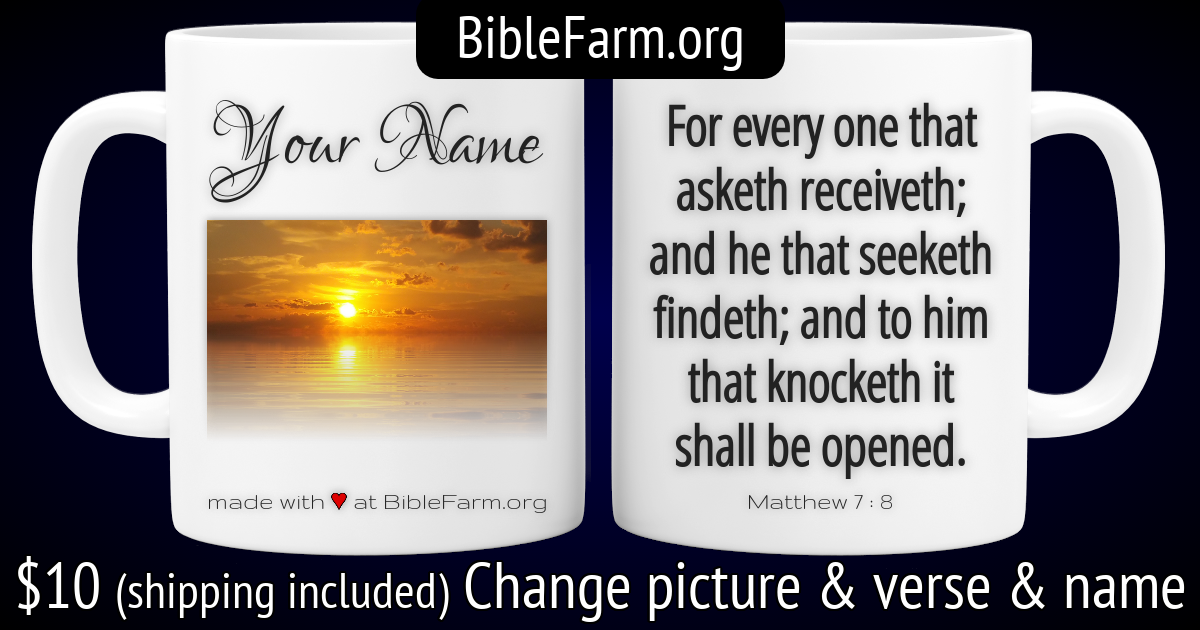 BibleFarm.org
Your Name
made with ♥ at BibleFarm.org
For every one that
asketh receiveth;
and he that seeketh
findeth; and to him
that knocketh it
shall be opened.
Matthew 7 : 8
$10 (shipping included) Change picture & verse & name